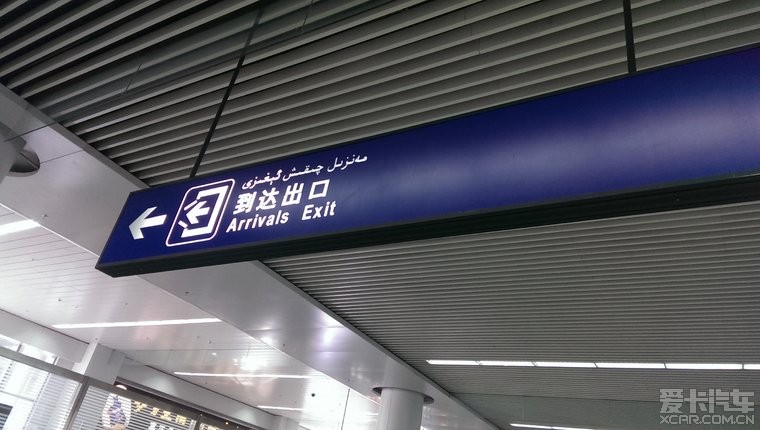 مەنزىل چىقىش ئېغىزى
到达出口
Arrivals Exit
爱卡汽车
XCAR.COM.CN